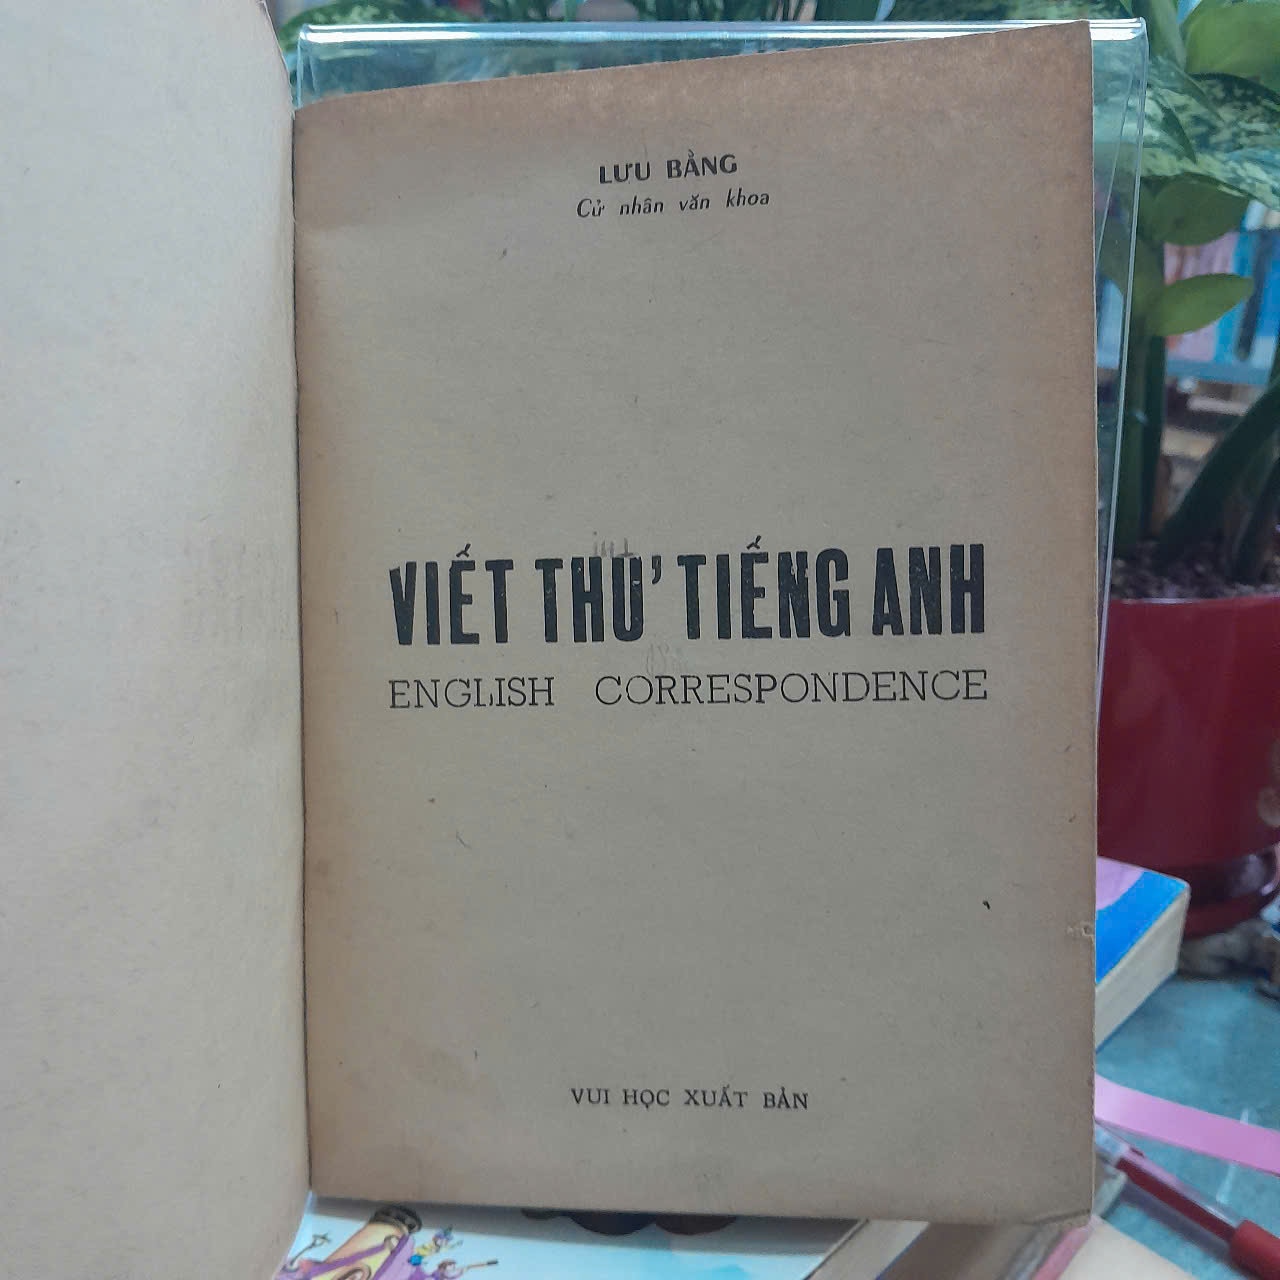 LƯU BẰNG
Cử nhân văn khoa
VIẾT THƯ TIẾNG ANH
ENGLISH CORRESPONDENCE
VUI HỌC XUẤT BẢN